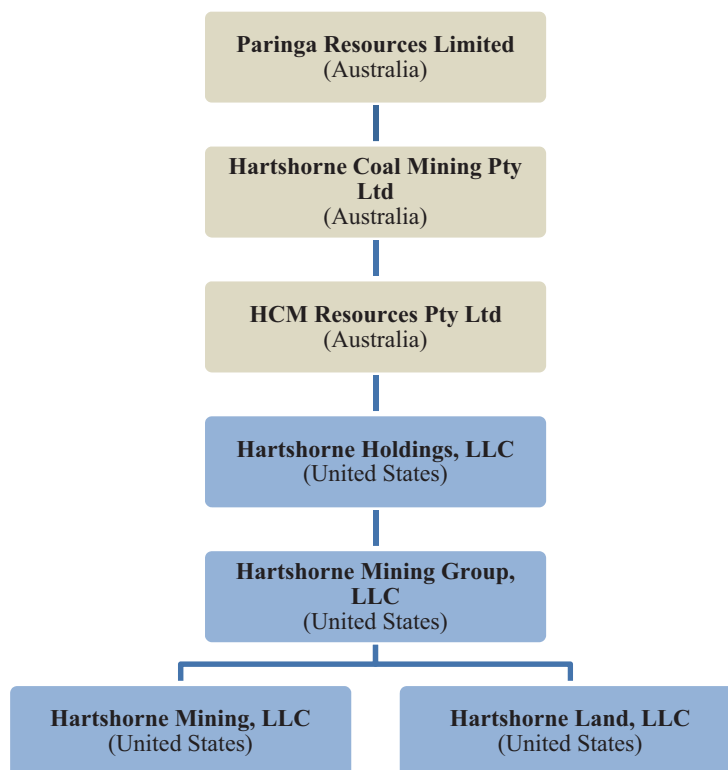 Paringa Resources Limited
(Australia)
Hartshorne Coal Mining Pty
Ltd
(Australia)
HCM Resources Pty Ltd
(Australia)
Hartshorne Holdings, LLC
(United States)
Hartshorne Mining Group,
LLC
(United States)
Hartshorne Mining, LLC
(United States)
Hartshorne Land, LLC
(United States)